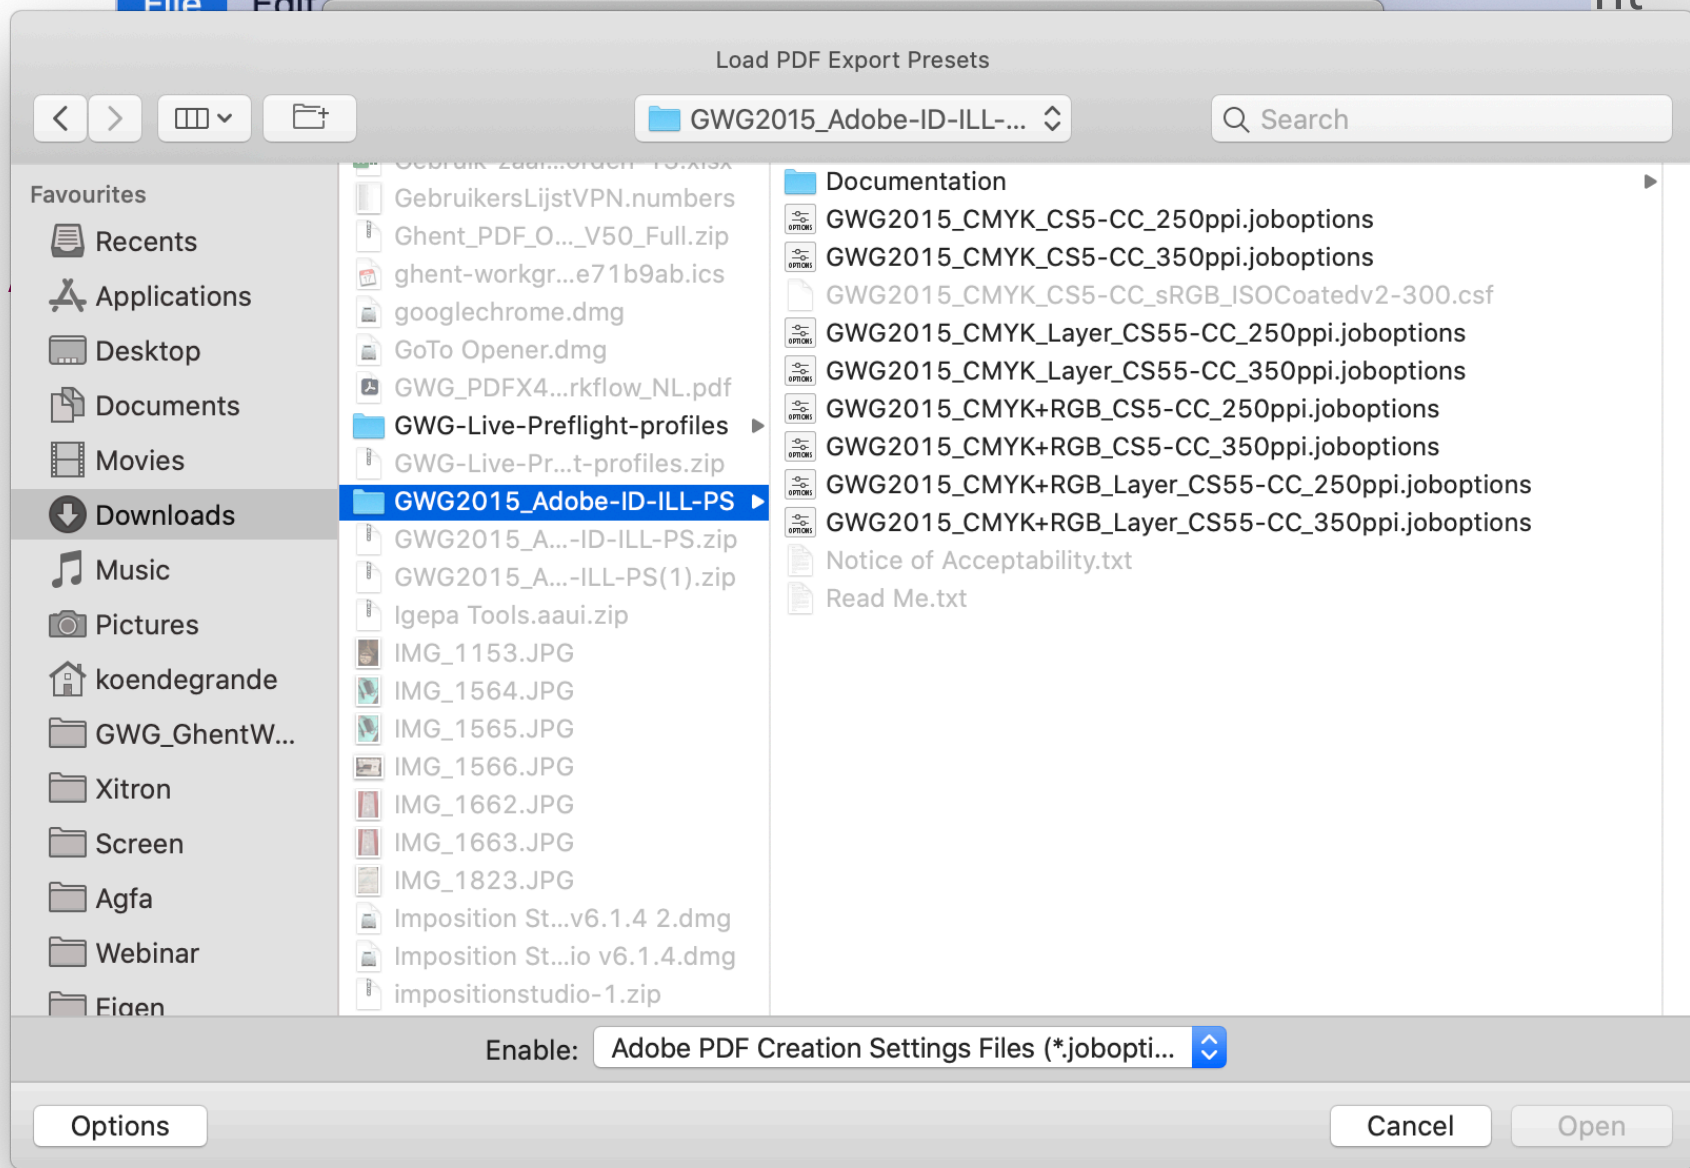 File Edit
Load PDF Export Presets
GWG2015_Adobe-ID-ILL-...
Search
Favourites
Recents
Applications
Desktop
Documents
Movies
Downloads
Music
Pictures
koendegrande
GWG_GhentW...
Xitron
Screen
Agfa
Webinar
Eigen
GebruikersLijstVPN.numbers
Ghent_PDF_O..._V50_Full.zip
ghent-workgr...e71b9ab.ics
googlechrome.dmg
GoTo Opener.dmg
GWG_PDFX4...rkflow_NL.pdf
GWG-Live-Preflight-profiles
GWG-Live-Pr...t-profiles.zip
GWG2015_Adobe-ID-ILL-PS
GWG2015_A...-ID-ILL-PS.zip
GWG2015_A...-ILL-PS(1).zip
Igepa Tools.aaui.zip
IMG_1153.JPG
IMG_1564.JPG
IMG_1565.JPG
IMG_1566.JPG
IMG_1662.JPG
IMG_1663.JPG
IMG_1823.JPG
Imposition St...v6.1.4 2.dmg
Imposition St...io v6.1.4.dmg
impositionstudio-1.zip
Documentation
GWG2015_CMYK_CS5-CC_250ppi.joboptions
GWG2015_CMYK_CS5-CC_350ppi.joboptions
GWG2015_CMYK_CS5-CC_sRGB_ISOCoatedv2-300.csf
GWG2015_CMYK_Layer_CS55-CC_250ppi.joboptions
GWG2015_CMYK_Layer_CS55-CC_350ppi.joboptions
GWG2015_CMYK+RGB_CS5-CC_250ppi.joboptions
GWG2015_CMYK+RGB_CS5-CC_350ppi.joboptions
GWG2015_CMYK+RGB_Layer_CS55-CC_250ppi.joboptions
GWG2015_CMYK+RGB_Layer_CS55-CC_350ppi.joboptions
Notice of Acceptability.txt
Read Me.txt
Enable: Adobe PDF Creation Settings Files (*.jobopti...
Options
Cancel
Open